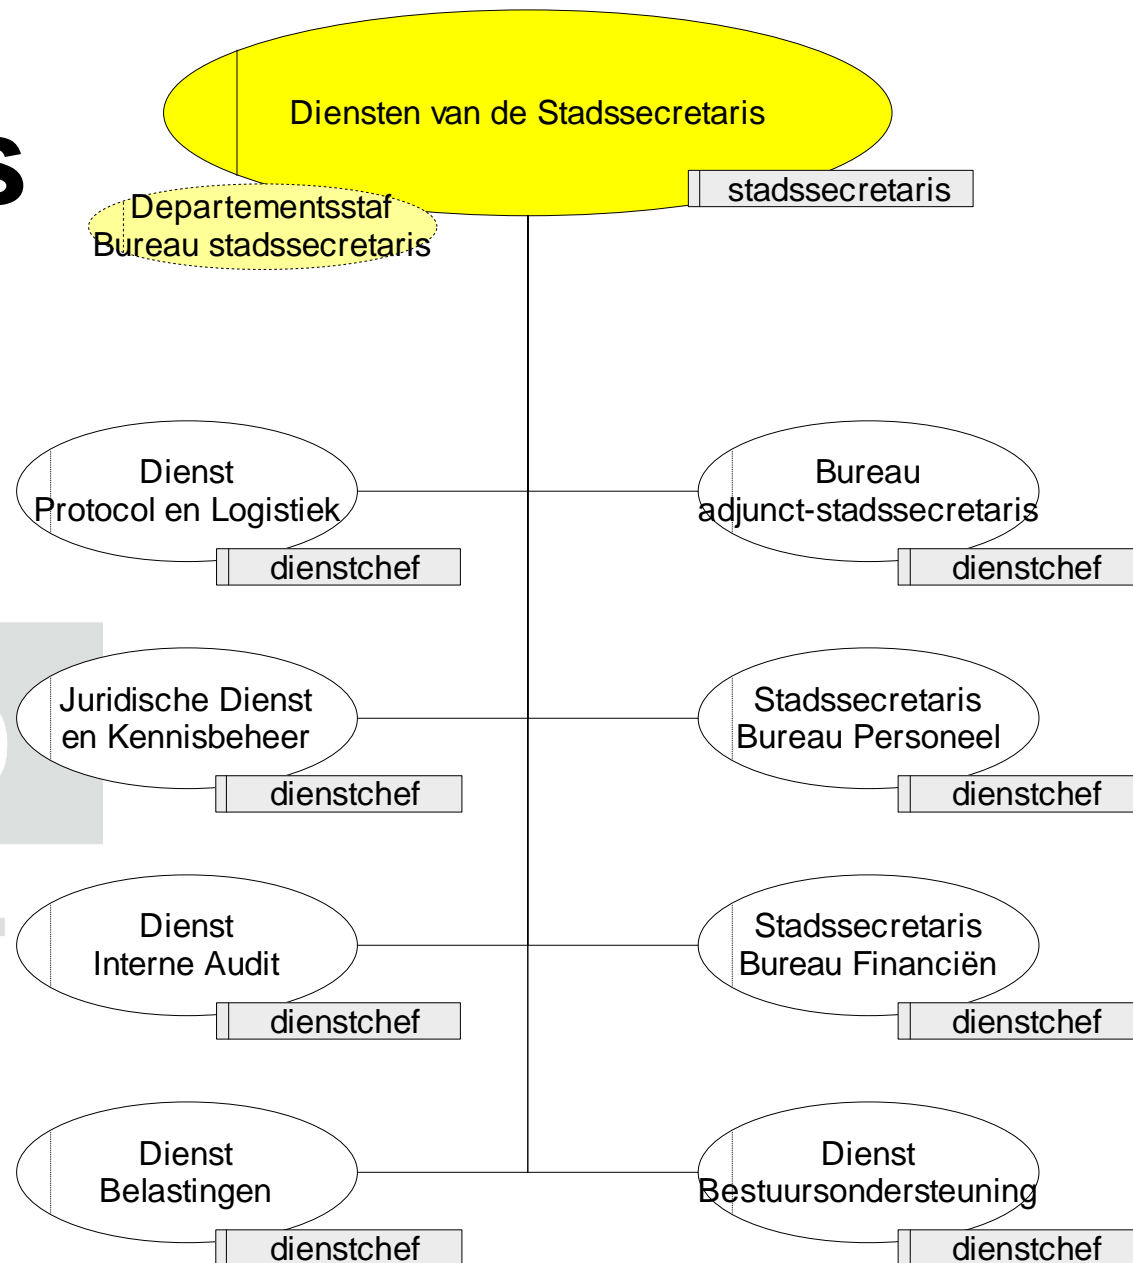 Diensten van de Stadssecretaris
s
stadssecretaris
Departementsstaf
Bureau stadssecretaris
Dienst
Protocol en Logistiek
dienstchef
Bureau
adjunct-stadssecretaris
dienstchef
Juridische Dienst
en Kennisbeheer
dienstchef
Stadssecretaris
Bureau Personeel
dienstchef
Dienst
Interne Audit
dienstchef
Stadssecretaris
Bureau Financiën
dienstchef
Dienst
Belastingen
dienstchef
Dienst
Bestuursondersteuning
dienstchef